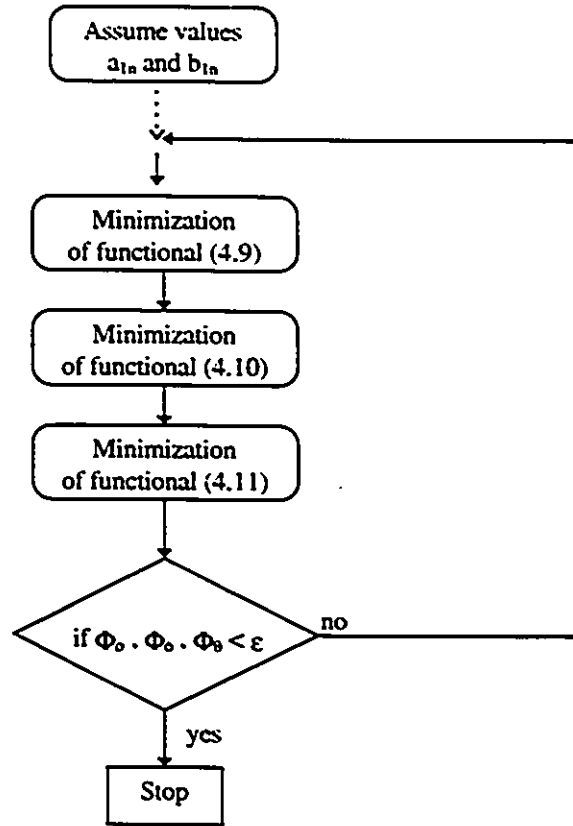 Assume values
a₁ₙ and b₁ₙ
Minimization
of functional (4.9)
Minimization
of functional (4.10)
Minimization
of functional (4.11)
if Φₒ . Φₒ . Φ_θ < ε
no
yes
Stop